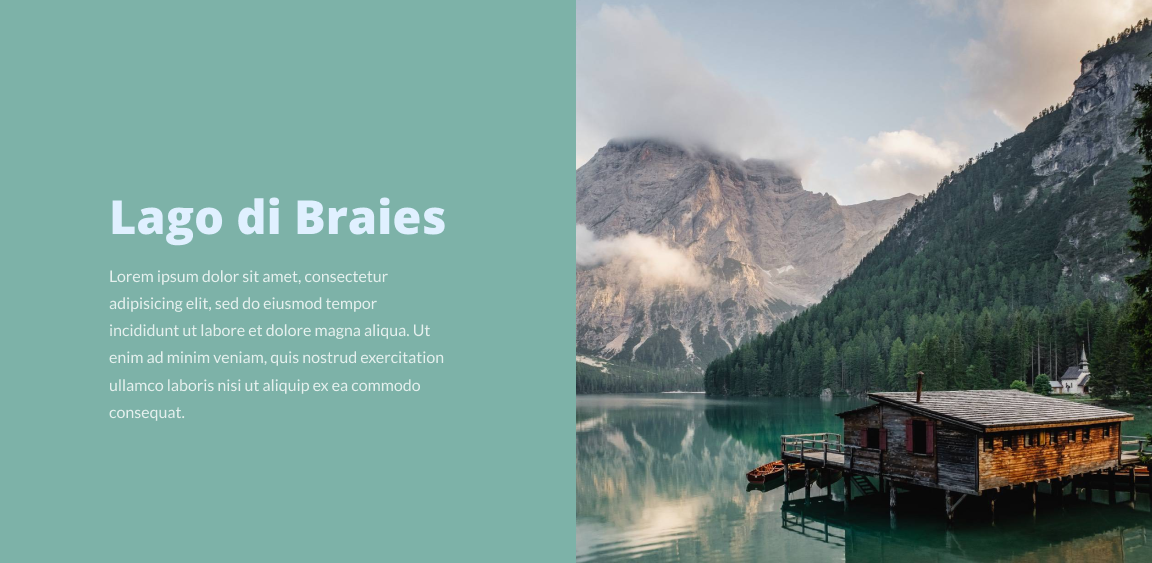 Lago di Braies
Lorem ipsum dolor sit amet, consectetur
adipisicing elit, sed do eiusmod tempor
incididunt ut labore et dolore magna aliqua. Ut
enim ad minim veniam, quis nostrud exercitation
ullamco laboris nisi ut aliquip ex ea commodo
consequat.